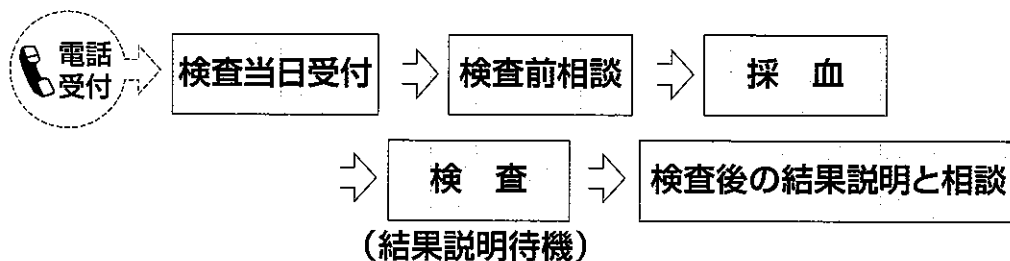 電話
受付
検査当日受付
検査前相談
採 血
検 査
(結果説明待機)
検査後の結果説明と相談